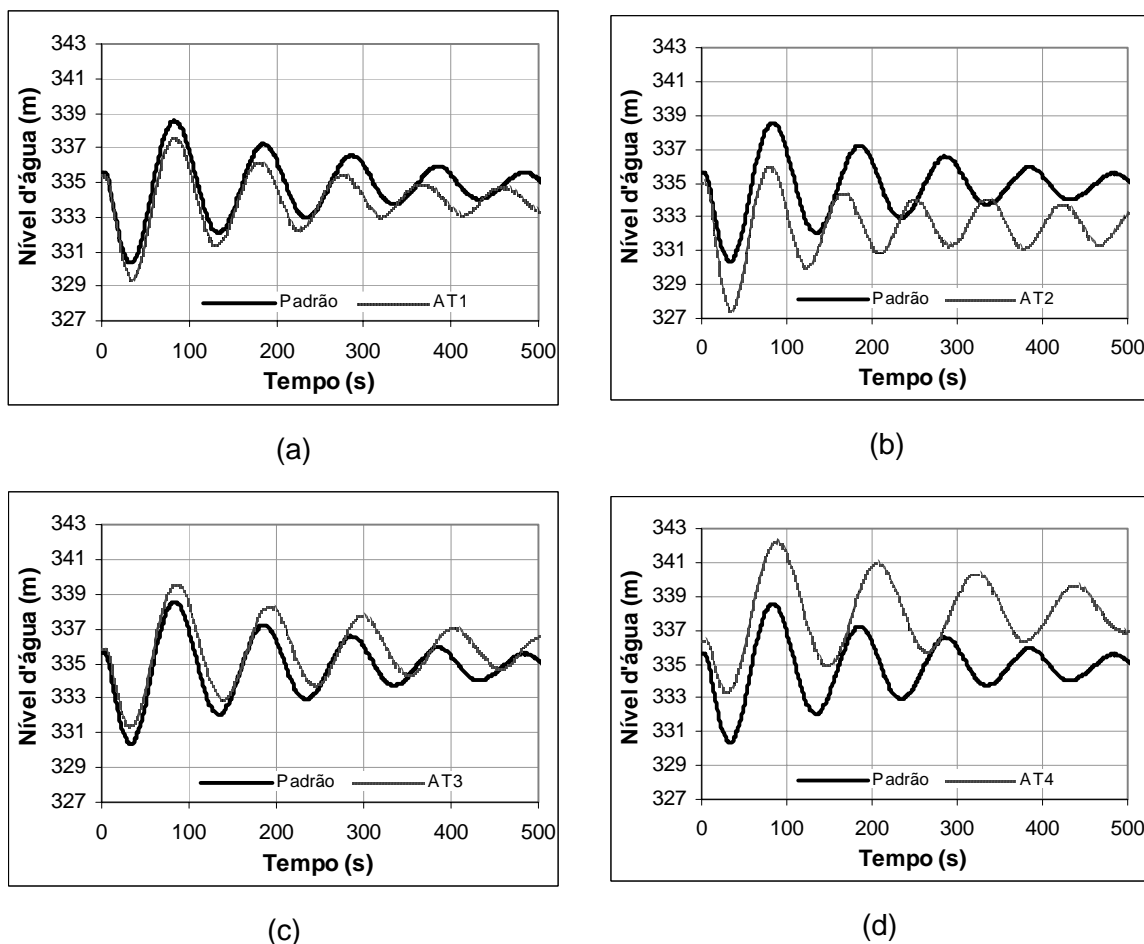 343
341
339
337
335
333
331
329
327
Nível d'água (m)
Padrão AT1
0 100 200 300 400 500
Tempo (s)
(a)
343
341
339
337
335
333
331
329
327
Nível d'água (m)
Padrão AT2
0 100 200 300 400 500
Tempo (s)
(b)
343
341
339
337
335
333
331
329
327
Nível d'água (m)
Padrão AT3
0 100 200 300 400 500
Tempo (s)
(c)
343
341
339
337
335
333
331
329
327
Nível d'água (m)
Padrão AT4
0 100 200 300 400 500
Tempo (s)
(d)